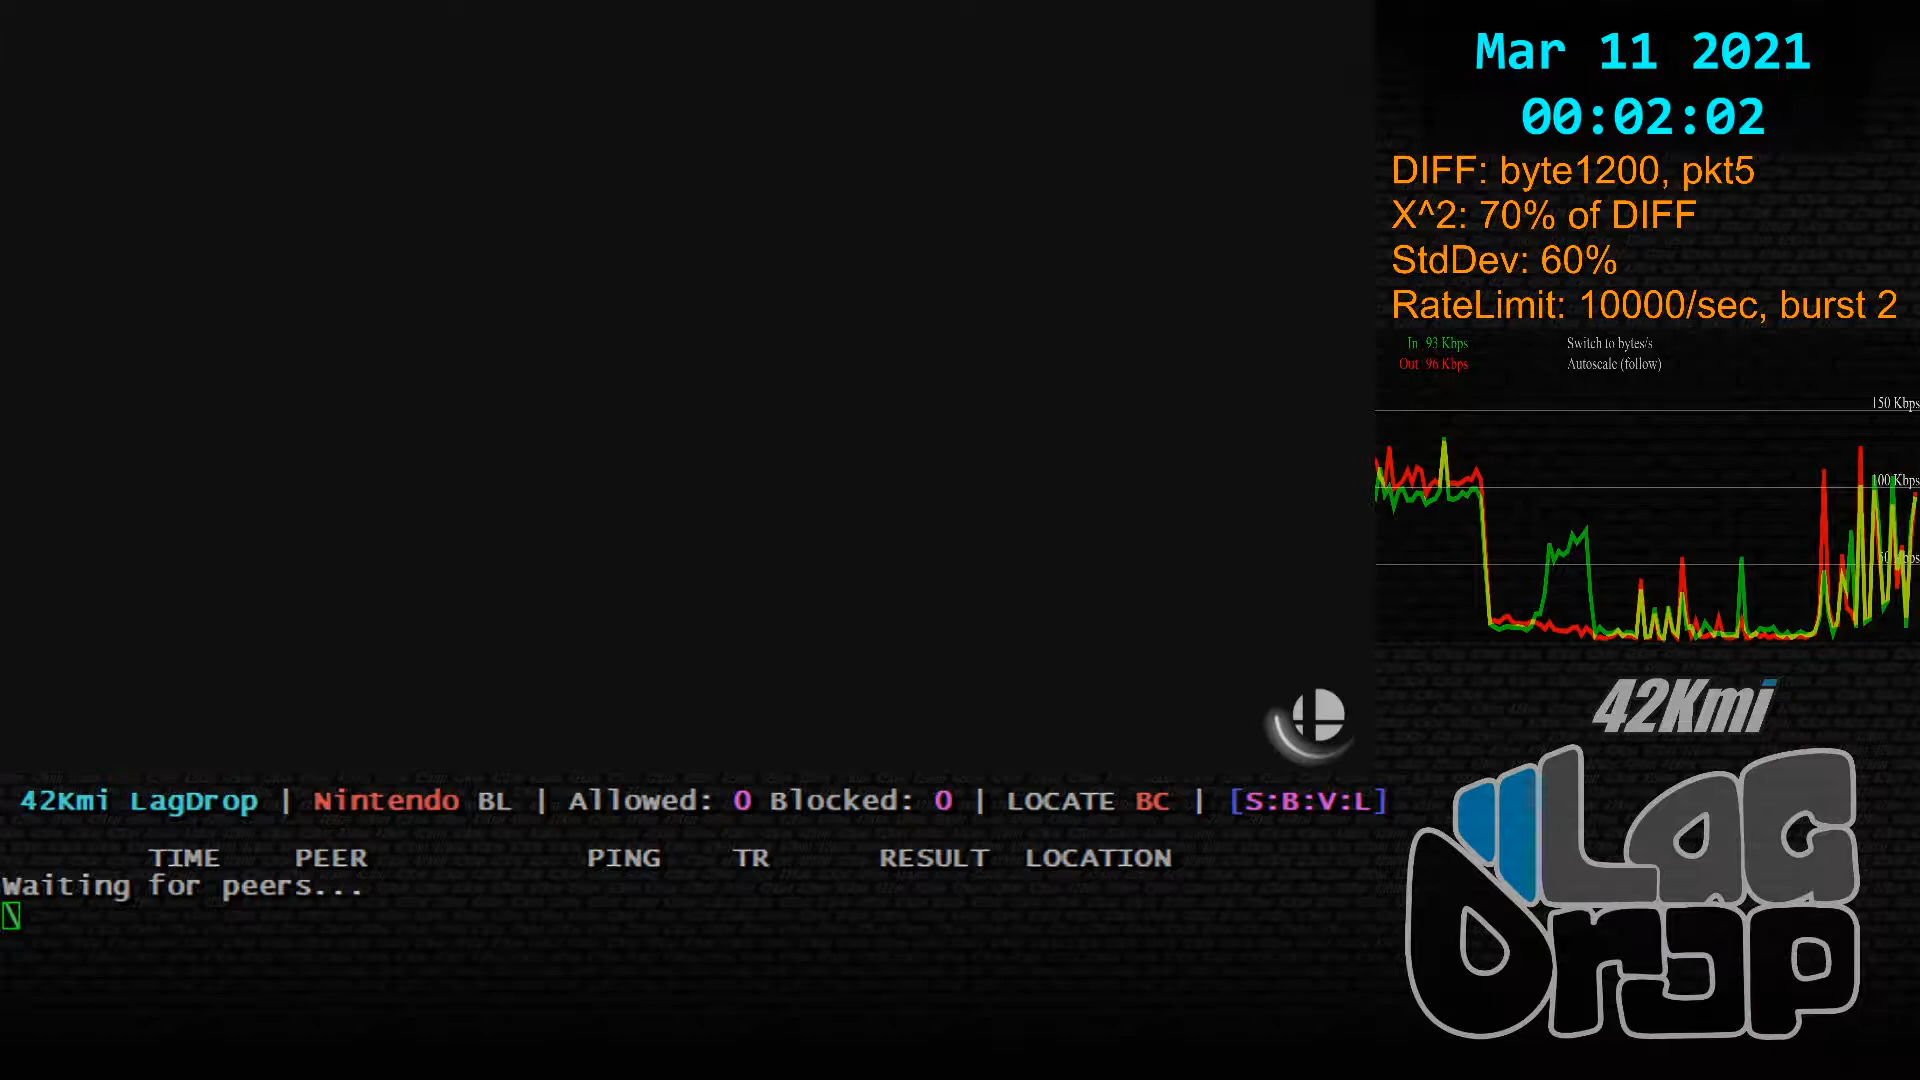 Mar 11 2021
00:02:02
DIFF: byte1200, pkt5
X^2: 70% of DIFF
StdDev: 60%
RateLimit: 10000/sec, burst 2
In 93 Kbps
Switch to bytes/s
Out 96 Kbps
Autoscale (follow)
150 Kbps
100 Kbps
50 Kbps
42Kmi
LAG
Drop
42Kmi LagDrop | Nintendo BL | Allowed: 0 Blocked: 0 | LOCATE BC | [S:B:V:L]
TIME PEER PING TR RESULT LOCATION
Waiting for peers...